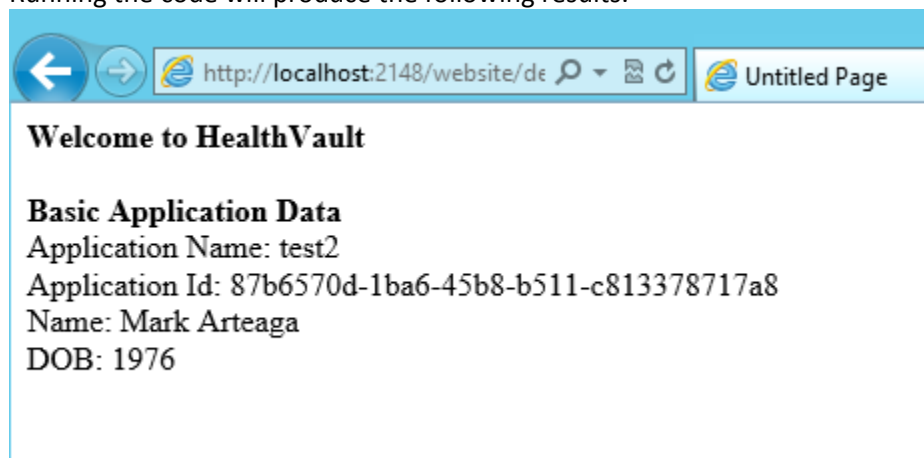 Running the code will produce the following results:
http://localhost:2148/website/de
Untitled Page
Welcome to HealthVault
Basic Application Data
Application Name: test2
Application Id: 87b6570d-1ba6-45b8-b511-c813378717a8
Name: Mark Arteaga
DOB: 1976